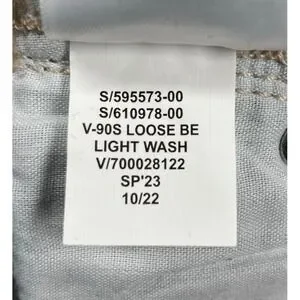 S/595573-00
S/610978-00
V-90S LOOSE BE
LIGHT WASH
V/700028122
SP'23
10/22